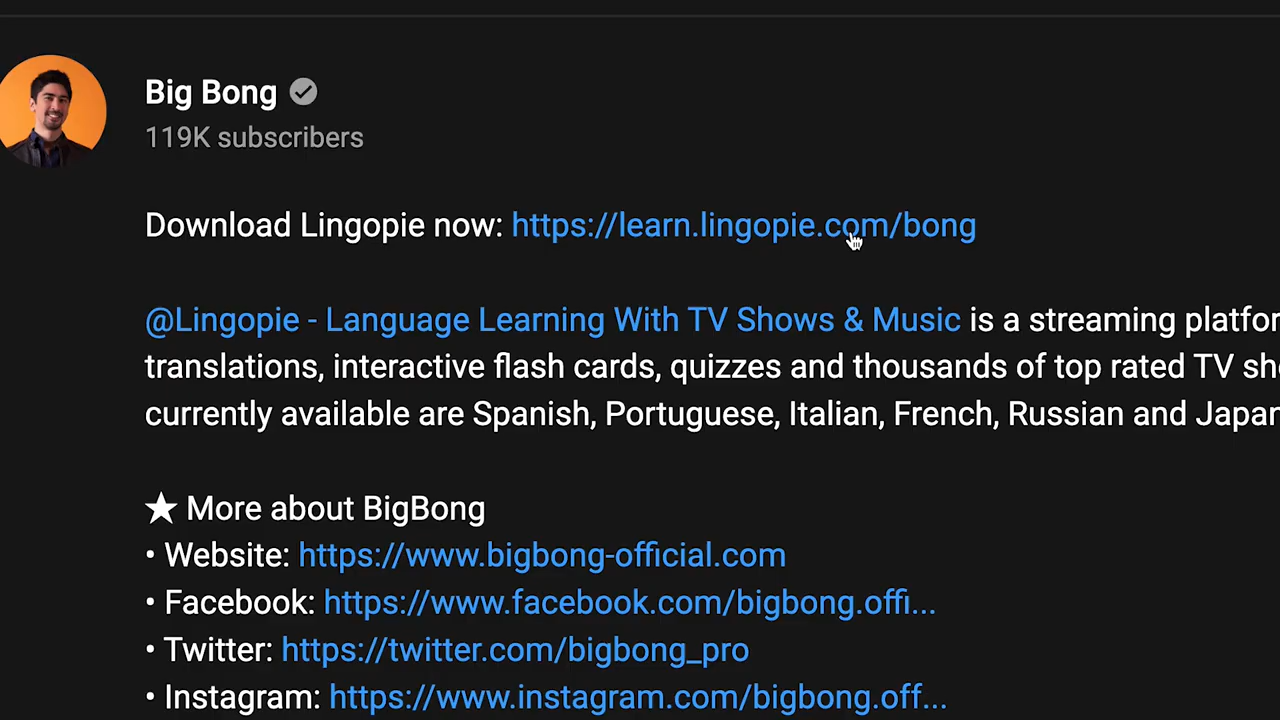 Big Bong
119K subscribers
Download Lingopie now: https://learn.lingopie.com/bong
@Lingopie - Language Learning With TV Shows & Music is a streaming
translations, interactive flash cards, quizzes and thousands of top rated TV
currently available are Spanish, Portuguese, Italian, French, Russian and
★ More about BigBong
• Website: https://www.bigbong-official.com
• Facebook: https://www.facebook.com/bigbong.offi...
• Twitter: https://twitter.com/bigbong_pro
• Instagram: https://www.instagram.com/bigbong.off...